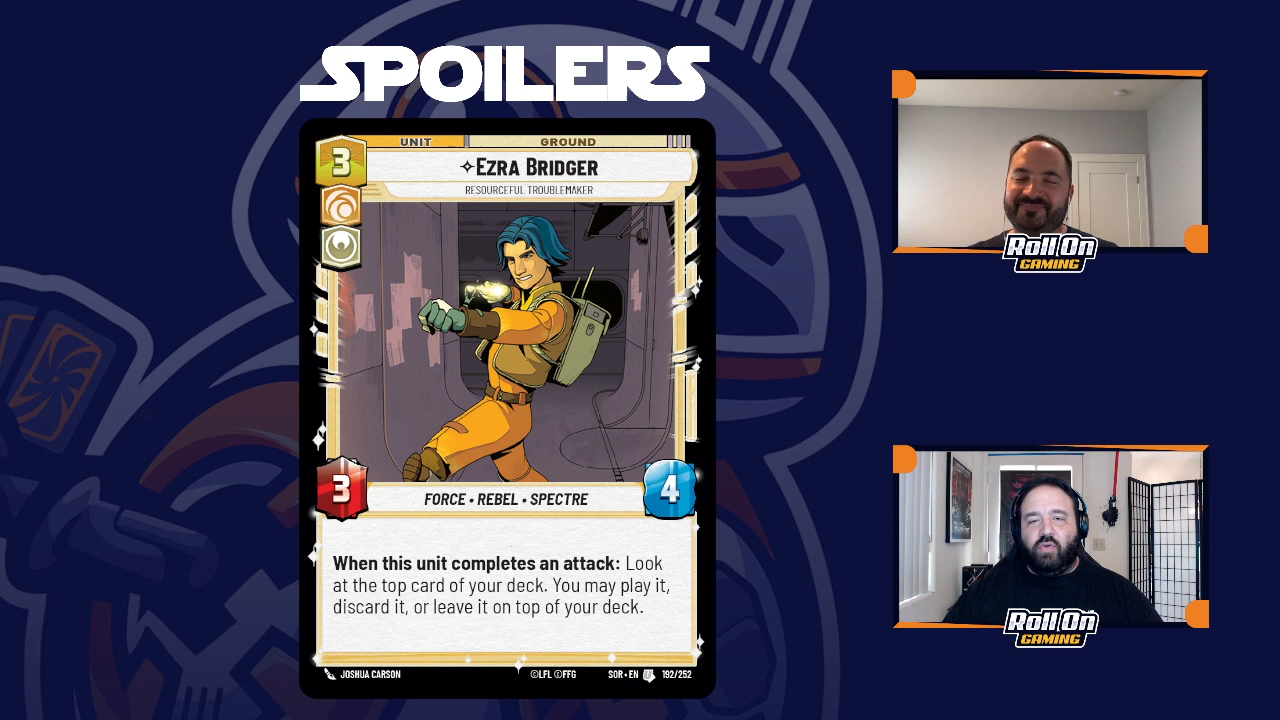 SPOILERS
UNIT
GROUND
3
EZRA BRIDGER
RESOURCEFUL TROUBLEMAKER
3
FORCE • REBEL • SPECTRE
4
When this unit completes an attack: Look
at the top card of your deck. You may play it,
discard it, or leave it on top of your deck.
JOSHUA CARSON
©LFL ©FFG
SOR • EN
192/252
Roll On
GAMING
Roll On
GAMING